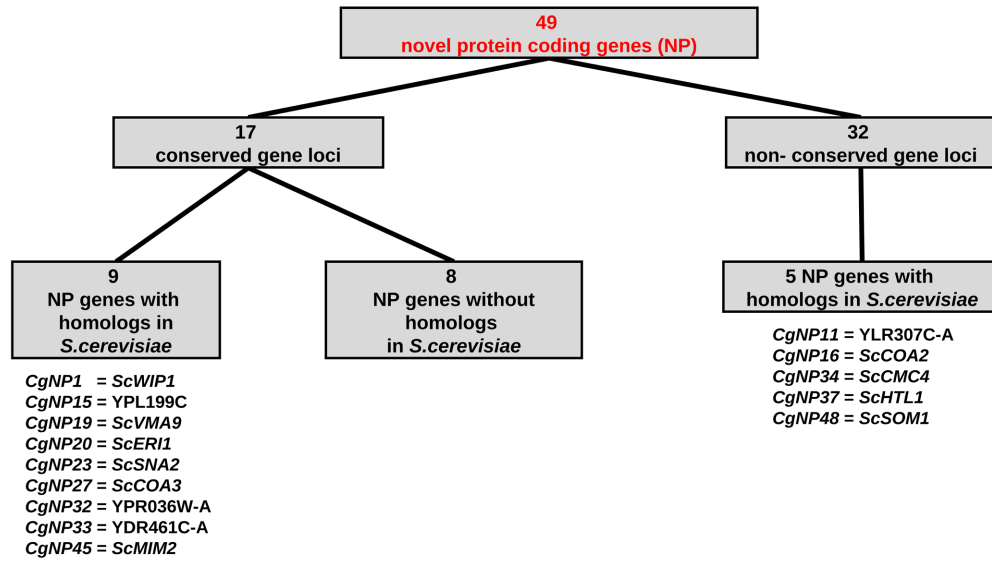 49
novel protein coding genes (NP)
17
conserved gene loci
32
non- conserved gene loci
9
NP genes with
homologs in
S.cerevisiae
8
NP genes without
homologs
in S.cerevisiae
5 NP genes with
homologs in S.cerevisiae
CgNP1 = ScWIP1
CgNP15 = YPL199C
CgNP19 = ScVMA9
CgNP20 = ScERI1
CgNP23 = ScSNA2
CgNP27 = ScCOA3
CgNP32 = YPR036W-A
CgNP33 = YDR461C-A
CgNP45 = ScMIM2
CgNP11 = YLR307C-A
CgNP16 = ScCOA2
CgNP34 = ScCMC4
CgNP37 = ScHTL1
CgNP48 = ScSOM1